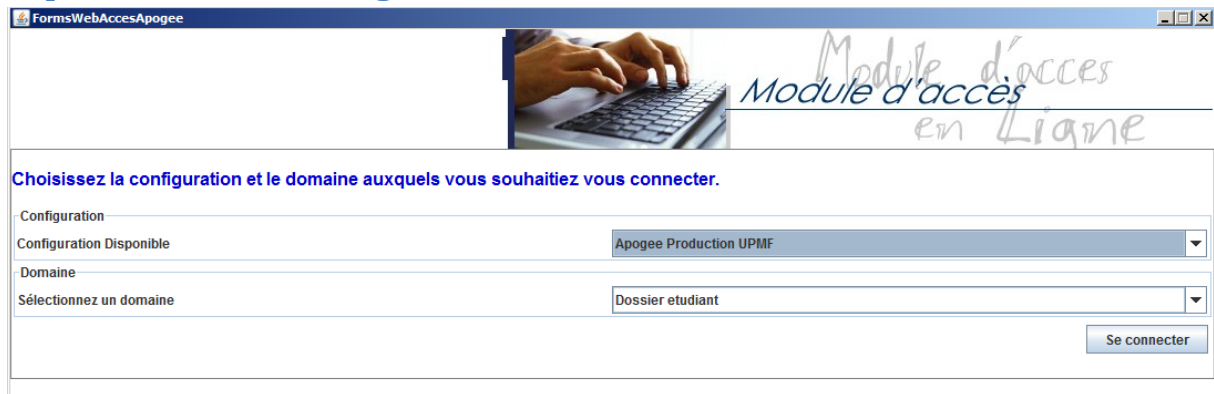 FormsWebAccesApogee
Module d'acces
Module d'accès
en Ligne
Choisissez la configuration et le domaine auxquels vous souhaitiez vous connecter.
Configuration
Configuration Disponible
Apogee Production UPMF
Domaine
Sélectionnez un domaine
Dossier etudiant
Se connecter